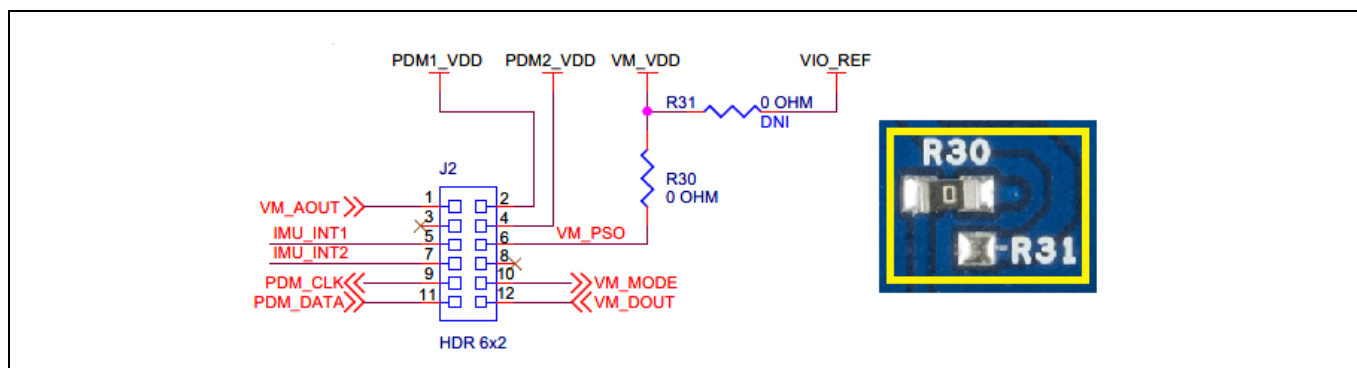 PDM1_VDD PDM2_VDD VM_VDD VIO_REF
R31 0 OHM
DNI
R30
0 OHM
J2
VM_AOUT 1 2
3 4
IMU_INT1 5 6 VM_PSO
IMU_INT2 7 8
PDM_CLK 9 10 VM_MODE
PDM_DATA 11 12 VM_DOUT
HDR 6x2
R30
0
R31